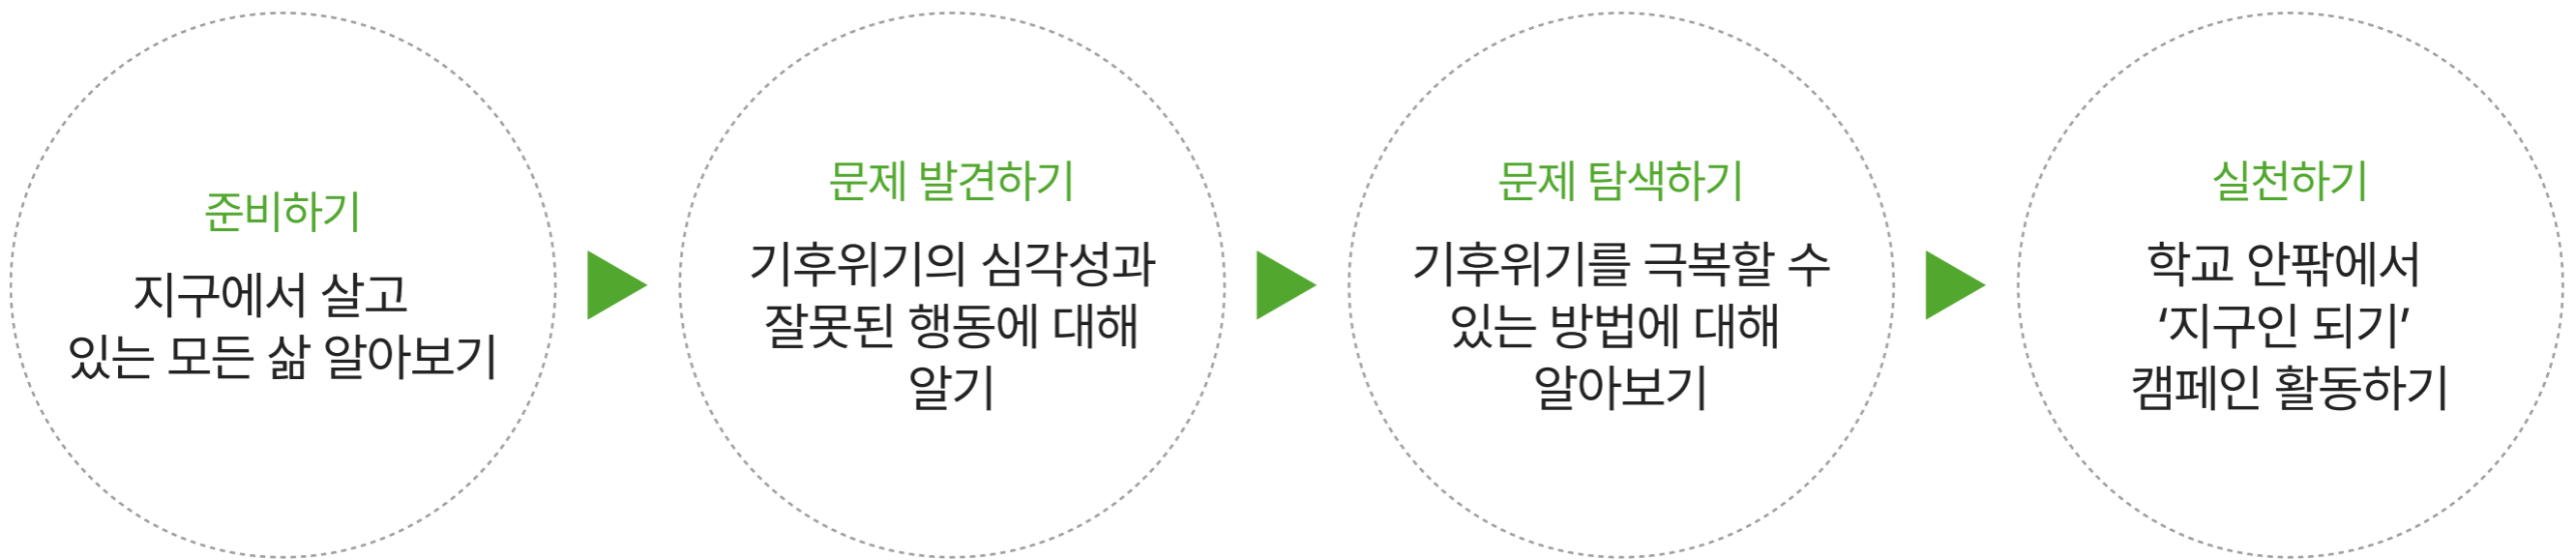 준비하기
지구에서 살고
있는 모든 삶 알아보기
문제 발견하기
기후위기의 심각성과
잘못된 행동에 대해
알기
문제 탐색하기
기후위기를 극복할 수
있는 방법에 대해
알아보기
실천하기
학교 안팎에서
‘지구인 되기’
캠페인 활동하기